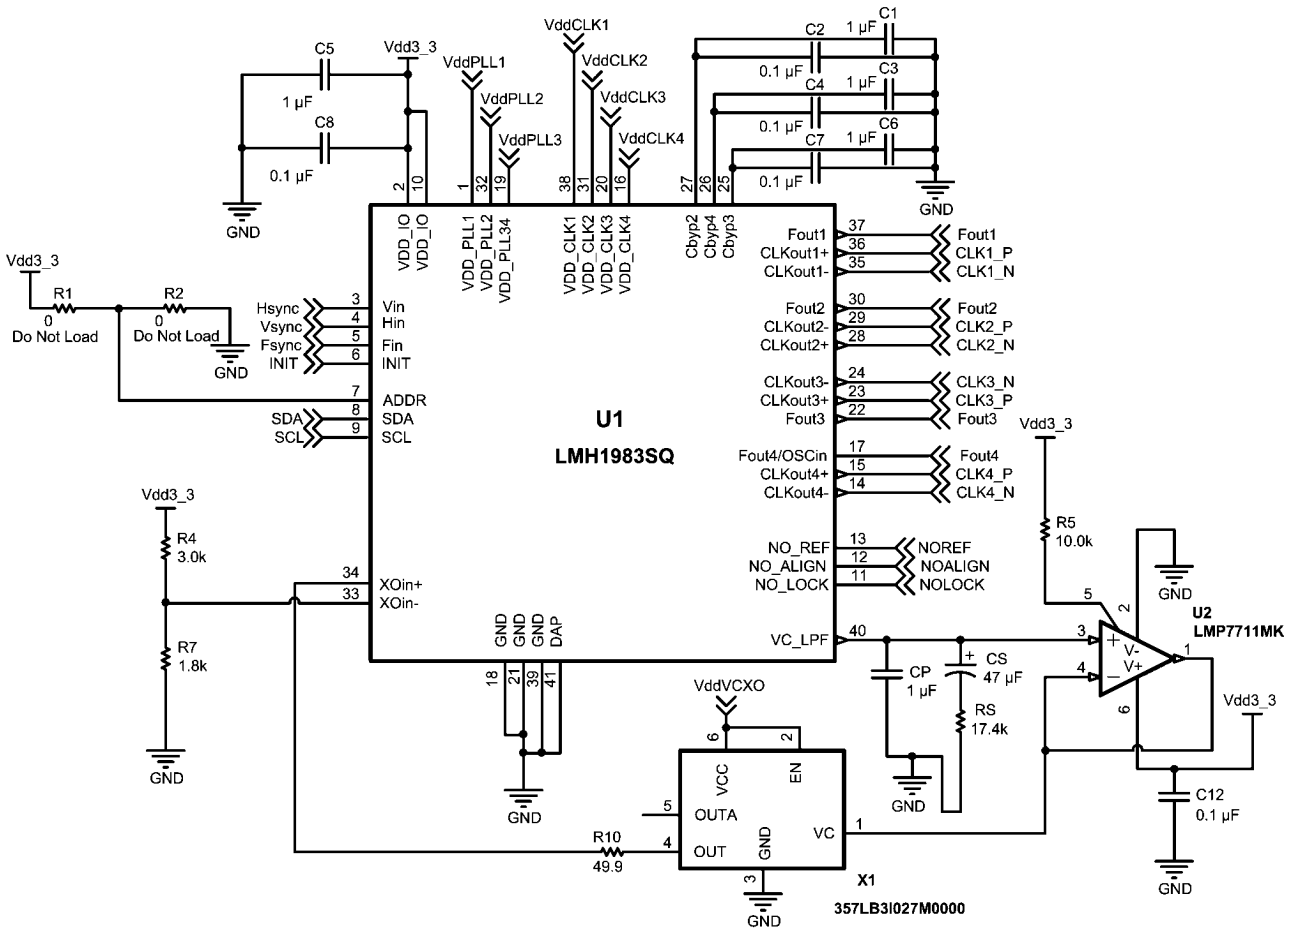 VddCLK1
C1
1 µF
C2
0.1 µF
C3
1 µF
C4
0.1 µF
C6
1 µF
C7
0.1 µF
GND
C5
1 µF
Vdd3_3
C8
0.1 µF
GND
VddPLL1
VddPLL2
VddPLL3
VddCLK2
VddCLK3
VddCLK4
2
10
1
32
19
38
31
20
16
27
26
25
VDD_IO
VDD_IO
VDD_PLL1
VDD_PLL2
VDD_PLL34
VDD_CLK1
VDD_CLK2
VDD_CLK3
VDD_CLK4
Cbyp2
Cbyp4
Cbyp3
Vdd3_3
R1
0
Do Not Load
R2
0
Do Not Load
GND
Hsync 3 Vin
Vsync 4 Hin
Fsync 5 Fin
INIT 6 INIT
7 ADDR
SDA 8 SDA
SCL 9 SCL
Fout1 37 Fout1
CLKout1+ 36 CLK1_P
CLKout1- 35 CLK1_N
Fout2 30 Fout2
CLKout2- 29 CLK2_P
CLKout2+ 28 CLK2_N
CLKout3- 24 CLK3_N
CLKout3+ 23 CLK3_P
Fout3 22 Fout3
Fout4/OSCin 17 Fout4
CLKout4+ 15 CLK4_P
CLKout4- 14 CLK4_N
NO_REF 13 NOREF
NO_ALIGN 12 NOALIGN
NO_LOCK 11 NOLOCK
VC_LPF 40
U1
LMH1983SQ
Vdd3_3
R4
3.0k
34 XOin+
33 XOin-
R7
1.8k
GND
GND
GND
GND
DAP
18
21
39
41
GND
Vdd3_3
R5
10.0k
GND
5
2
U2
LMP7711MK
3
+
V-
1
4
–
V+
6
CP
1 µF
+
CS
47 µF
RS
17.4k
GND
Vdd3_3
C12
0.1 µF
GND
VddVCXO
6
2
VCC
EN
5 OUTA
4 OUT
GND
VC 1
3
GND
R10
49.9
X1
357LB3I027M0000